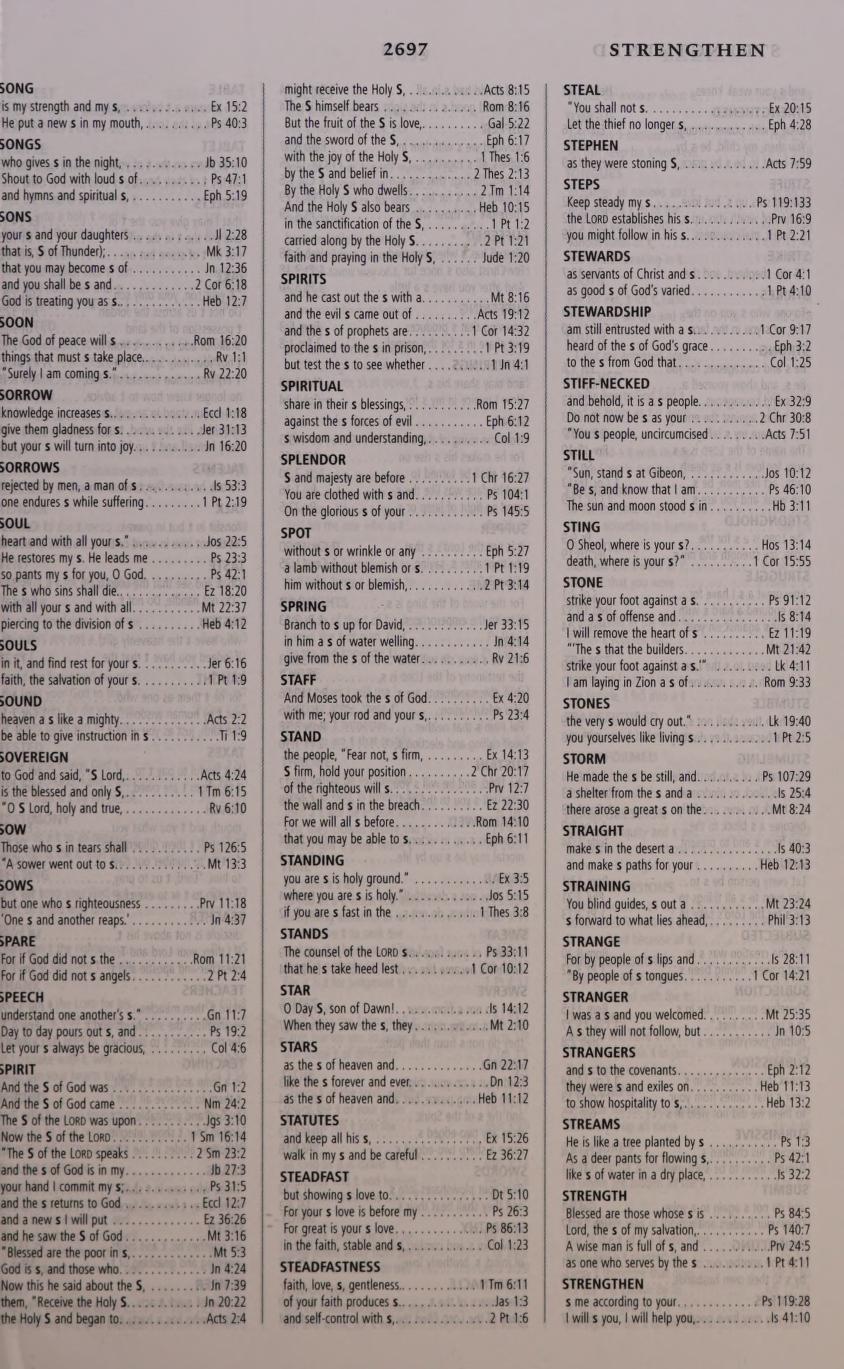 2697
STRENGTHEN
SONG
is my strength and my s, . . . . . . . . . . . . . Ex 15:2
He put a new s in my mouth, . . . . . . . . . . Ps 40:3
SONGS
who gives s in the night, . . . . . . . . . . . . Jb 35:10
Shout to God with loud s of . . . . . . . . . . . Ps 47:1
and hymns and spiritual s, . . . . . . . . . . . Eph 5:19
SONS
your s and your daughters . . . . . . . . . . . . . Jl 2:28
that is, S of Thunder); . . . . . . . . . . . . . . . Mk 3:17
that you may become s of . . . . . . . . . . . Jn 12:36
and you shall be s and . . . . . . . . . . . . . 2 Cor 6:18
God is treating you as s. . . . . . . . . . . . . Heb 12:7
SOON
The God of peace will s . . . . . . . . . . . . Rom 16:20
things that must s take place. . . . . . . . . . . Rv 1:1
"Surely I am coming s." . . . . . . . . . . . . . Rv 22:20
SORROW
knowledge increases s. . . . . . . . . . . . . . Eccl 1:18
give them gladness for s. . . . . . . . . . . . Jer 31:13
but your s will turn into joy. . . . . . . . . . . Jn 16:20
SORROWS
rejected by men, a man of s . . . . . . . . . . . . Is 53:3
one endures s while suffering. . . . . . . . . 1 Pt 2:19
SOUL
heart and with all your s." . . . . . . . . . . . . Jos 22:5
He restores my s. He leads me . . . . . . . . . Ps 23:3
so pants my s for you, O God. . . . . . . . . . Ps 42:1
The s who sins shall die. . . . . . . . . . . . . . Ez 18:20
with all your s and with all. . . . . . . . . . . Mt 22:37
piercing to the division of s . . . . . . . . . . Heb 4:12
SOULS
in it, and find rest for your s. . . . . . . . . . . Jer 6:16
faith, the salvation of your s. . . . . . . . . . 1 Pt 1:9
SOUND
heaven a s like a mighty. . . . . . . . . . . . . Acts 2:2
be able to give instruction in s . . . . . . . . . . Ti 1:9
SOVEREIGN
to God and said, "S Lord, . . . . . . . . . . . Acts 4:24
is the blessed and only S, . . . . . . . . . . . 1 Tm 6:15
"O S Lord, holy and true, . . . . . . . . . . . . Rv 6:10
SOW
Those who s in tears shall . . . . . . . . . . . Ps 126:5
"A sower went out to s. . . . . . . . . . . . . . Mt 13:3
SOWS
but one who s righteousness . . . . . . . . . Prv 11:18
'One s and another reaps.' . . . . . . . . . . . . Jn 4:37
SPARE
For if God did not s the . . . . . . . . . . . . Rom 11:21
For if God did not s angels . . . . . . . . . . . . 2 Pt 2:4
SPEECH
understand one another's s." . . . . . . . . . . Gn 11:7
Day to day pours out s, and . . . . . . . . . . . Ps 19:2
Let your s always be gracious, . . . . . . . . . Col 4:6
SPIRIT
And the S of God was . . . . . . . . . . . . . . . Gn 1:2
And the S of God came . . . . . . . . . . . . . Nm 24:2
The S of the LORD was upon . . . . . . . . . . Jgs 3:10
Now the S of the LORD . . . . . . . . . . . . 1 Sm 16:14
"The S of the LORD speaks . . . . . . . . . . 2 Sm 23:2
and the s of God is in my. . . . . . . . . . . . . Jb 27:3
your hand I commit my s; . . . . . . . . . . . . . Ps 31:5
and the s returns to God . . . . . . . . . . . . Eccl 12:7
and a new s I will put . . . . . . . . . . . . . . Ez 36:26
and he saw the S of God . . . . . . . . . . . . . Mt 3:16
"Blessed are the poor in s, . . . . . . . . . . . . Mt 5:3
God is s, and those who. . . . . . . . . . . . . . Jn 4:24
Now this he said about the S, . . . . . . . . . Jn 7:39
them, "Receive the Holy S. . . . . . . . . . . . Jn 20:22
the Holy S and began to. . . . . . . . . . . . . Acts 2:4
might receive the Holy S, . . . . . . . . . . . . Acts 8:15
The S himself bears . . . . . . . . . . . . . . . Rom 8:16
But the fruit of the S is love, . . . . . . . . . . Gal 5:22
and the sword of the S, . . . . . . . . . . . . . Eph 6:17
with the joy of the Holy S, . . . . . . . . . . . 1 Thes 1:6
by the S and belief in . . . . . . . . . . . . . . 2 Thes 2:13
By the Holy S who dwells. . . . . . . . . . . . 2 Tm 1:14
And the Holy S also bears . . . . . . . . . . Heb 10:15
in the sanctification of the S, . . . . . . . . . . 1 Pt 1:2
carried along by the Holy S. . . . . . . . . . 2 Pt 1:21
faith and praying in the Holy S, . . . . . . . Jude 1:20
SPIRITS
and he cast out the s with a. . . . . . . . . . . Mt 8:16
and the evil s came out of . . . . . . . . . . Acts 19:12
and the s of prophets are. . . . . . . . . . 1 Cor 14:32
proclaimed to the s in prison, . . . . . . . . . 1 Pt 3:19
but test the s to see whether . . . . . . . . . . 1 Jn 4:1
SPIRITUAL
share in their s blessings, . . . . . . . . . . . Rom 15:27
against the s forces of evil . . . . . . . . . . . Eph 6:12
s wisdom and understanding, . . . . . . . . . . Col 1:9
SPLENDOR
S and majesty are before . . . . . . . . . . 1 Chr 16:27
You are clothed with s and. . . . . . . . . . . Ps 104:1
On the glorious s of your . . . . . . . . . . . . Ps 145:5
SPOT
without s or wrinkle or any . . . . . . . . . . Eph 5:27
a lamb without blemish or s. . . . . . . . . . 1 Pt 1:19
him without s or blemish, . . . . . . . . . . . . 2 Pt 3:14
SPRING
Branch to s up for David, . . . . . . . . . . . . Jer 33:15
in him a s of water welling. . . . . . . . . . . . Jn 4:14
give from the s of the water. . . . . . . . . . . Rv 21:6
STAFF
And Moses took the s of God. . . . . . . . . . Ex 4:20
with me; your rod and your s, . . . . . . . . . . Ps 23:4
STAND
the people, "Fear not, s firm, . . . . . . . . . Ex 14:13
S firm, hold your position . . . . . . . . . . 2 Chr 20:17
of the righteous will s. . . . . . . . . . . . . . . Prv 12:7
the wall and s in the breach. . . . . . . . . . Ez 22:30
For we will all s before. . . . . . . . . . . . . Rom 14:10
that you may be able to s. . . . . . . . . . . . Eph 6:11
STANDING
you are s is holy ground." . . . . . . . . . . . . Ex 3:5
where you are s is holy." . . . . . . . . . . . . Jos 5:15
if you are s fast in the . . . . . . . . . . . . . 1 Thes 3:8
STANDS
The counsel of the LORD s. . . . . . . . . . . . Ps 33:11
that he s take heed lest . . . . . . . . . . . 1 Cor 10:12
STAR
O Day S, son of Dawn! . . . . . . . . . . . . . . Is 14:12
When they saw the s, they . . . . . . . . . . . . Mt 2:10
STARS
as the s of heaven and. . . . . . . . . . . . . . Gn 22:17
like the s forever and ever. . . . . . . . . . . . Dn 12:3
as the s of heaven and. . . . . . . . . . . . . Heb 11:12
STATUTES
and keep all his s, . . . . . . . . . . . . . . . . . Ex 15:26
walk in my s and be careful . . . . . . . . . . Ez 36:27
STEADFAST
but showing s love to. . . . . . . . . . . . . . . . Dt 5:10
For your s love is before my . . . . . . . . . . . Ps 26:3
For great is your s love. . . . . . . . . . . . . . Ps 86:13
in the faith, stable and s, . . . . . . . . . . . . . Col 1:23
STEADFASTNESS
faith, love, s, gentleness. . . . . . . . . . . . 1 Tm 6:11
of your faith produces s. . . . . . . . . . . . . . Jas 1:3
and self-control with s, . . . . . . . . . . . . . . 2 Pt 1:6
STEAL
"You shall not s. . . . . . . . . . . . . . . . . . . Ex 20:15
Let the thief no longer s, . . . . . . . . . . . . Eph 4:28
STEPHEN
as they were stoning S, . . . . . . . . . . . . . Acts 7:59
STEPS
Keep steady my s. . . . . . . . . . . . . . . . Ps 119:133
the LORD establishes his s. . . . . . . . . . . . Prv 16:9
you might follow in his s. . . . . . . . . . . . 1 Pt 2:21
STEWARDS
as servants of Christ and s . . . . . . . . . . . 1 Cor 4:1
as good s of God's varied. . . . . . . . . . . . 1 Pt 4:10
STEWARDSHIP
am still entrusted with a s. . . . . . . . . . . 1 Cor 9:17
heard of the s of God's grace . . . . . . . . . . Eph 3:2
to the s from God that. . . . . . . . . . . . . . . Col 1:25
STIFF-NECKED
and behold, it is a s people. . . . . . . . . . . . Ex 32:9
Do not now be s as your . . . . . . . . . . . 2 Chr 30:8
"You s people, uncircumcised . . . . . . . . Acts 7:51
STILL
"Sun, stand s at Gibeon, . . . . . . . . . . . . Jos 10:12
"Be s, and know that I am. . . . . . . . . . . Ps 46:10
The sun and moon stood s in . . . . . . . . . . Hb 3:11
STING
O Sheol, where is your s? . . . . . . . . . . . Hos 13:14
death, where is your s?" . . . . . . . . . . . 1 Cor 15:55
STONE
strike your foot against a s. . . . . . . . . . . Ps 91:12
and a s of offense and . . . . . . . . . . . . . . . . Is 8:14
I will remove the heart of s . . . . . . . . . . Ez 11:19
"'The s that the builders. . . . . . . . . . . . . Mt 21:42
strike your foot against a s.'" . . . . . . . . . Lk 4:11
I am laying in Zion a s of . . . . . . . . . . . . Rom 9:33
STONES
the very s would cry out." . . . . . . . . . . . Lk 19:40
you yourselves like living s . . . . . . . . . . . . 1 Pt 2:5
STORM
He made the s be still, and. . . . . . . . . . Ps 107:29
a shelter from the s and a . . . . . . . . . . . . . Is 25:4
there arose a great s on the. . . . . . . . . . . Mt 8:24
STRAIGHT
make s in the desert a . . . . . . . . . . . . . . . . Is 40:3
and make s paths for your . . . . . . . . . . Heb 12:13
STRAINING
You blind guides, s out a . . . . . . . . . . . . Mt 23:24
s forward to what lies ahead, . . . . . . . . . Phil 3:13
STRANGE
For by people of s lips and . . . . . . . . . . . . Is 28:11
"By people of s tongues. . . . . . . . . . . 1 Cor 14:21
STRANGER
I was a s and you welcomed. . . . . . . . . . Mt 25:35
A s they will not follow, but . . . . . . . . . . . Jn 10:5
STRANGERS
and s to the covenants. . . . . . . . . . . . . . Eph 2:12
they were s and exiles on. . . . . . . . . . . Heb 11:13
to show hospitality to s, . . . . . . . . . . . . . Heb 13:2
STREAMS
He is like a tree planted by s . . . . . . . . . . . Ps 1:3
As a deer pants for flowing s, . . . . . . . . . . Ps 42:1
like s of water in a dry place, . . . . . . . . . . . Is 32:2
STRENGTH
Blessed are those whose s is . . . . . . . . . . Ps 84:5
Lord, the s of my salvation, . . . . . . . . . . . Ps 140:7
A wise man is full of s, and . . . . . . . . . . . Prv 24:5
as one who serves by the s . . . . . . . . . . 1 Pt 4:11
STRENGTHEN
s me according to your. . . . . . . . . . . . . Ps 119:28
I will s you, I will help you, . . . . . . . . . . . . Is 41:10